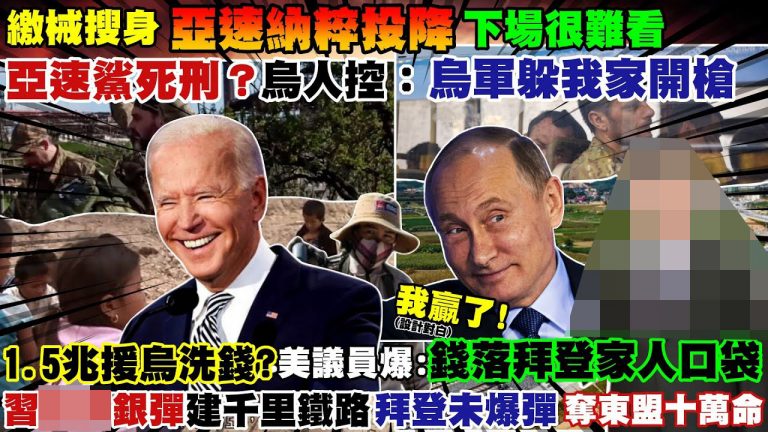 繳械搜身 亞速納粹投降 下場很難看
亞速鯊死刑？烏人控：烏軍躲我家開槍
我贏了！
(設計對白)
1.5兆援烏洗錢？美議員爆：錢落拜登家人口袋
習 銀彈建千里鐵路 拜登未爆彈 奪東盟十萬命